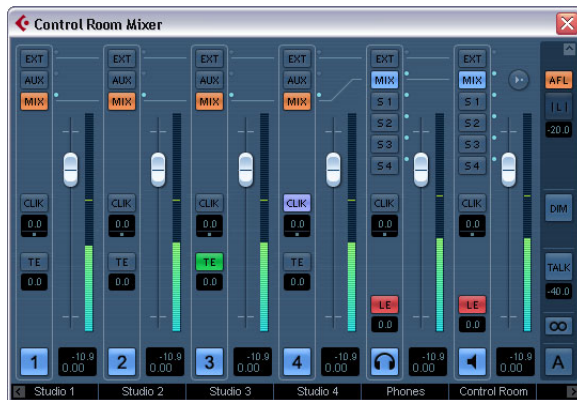 Control Room Mixer
EXT EXT EXT EXT EXT EXT
AUX AUX AUX AUX MIX MIX AFL
MIX MIX MIX MIX S 1 S 1 | L |
S 2 S 2 -20.0
S 3 S 3
S 4 S 4
CLIK CLIK CLIK CLIK CLIK CLIK DIM
0.0 0.0 0.0 0.0 0.0 0.0
TE TE TE TE TALK
0.0 0.0 0.0 0.0 -40.0
LE LE
0.0 0.0
1 2 3 4 A
-10.9 -10.9 -10.9 -10.9 -10.9 -10.9
0.00 0.00 0.00 0.00 0.00 0.00
Studio 1 Studio 2 Studio 3 Studio 4 Phones Control Room